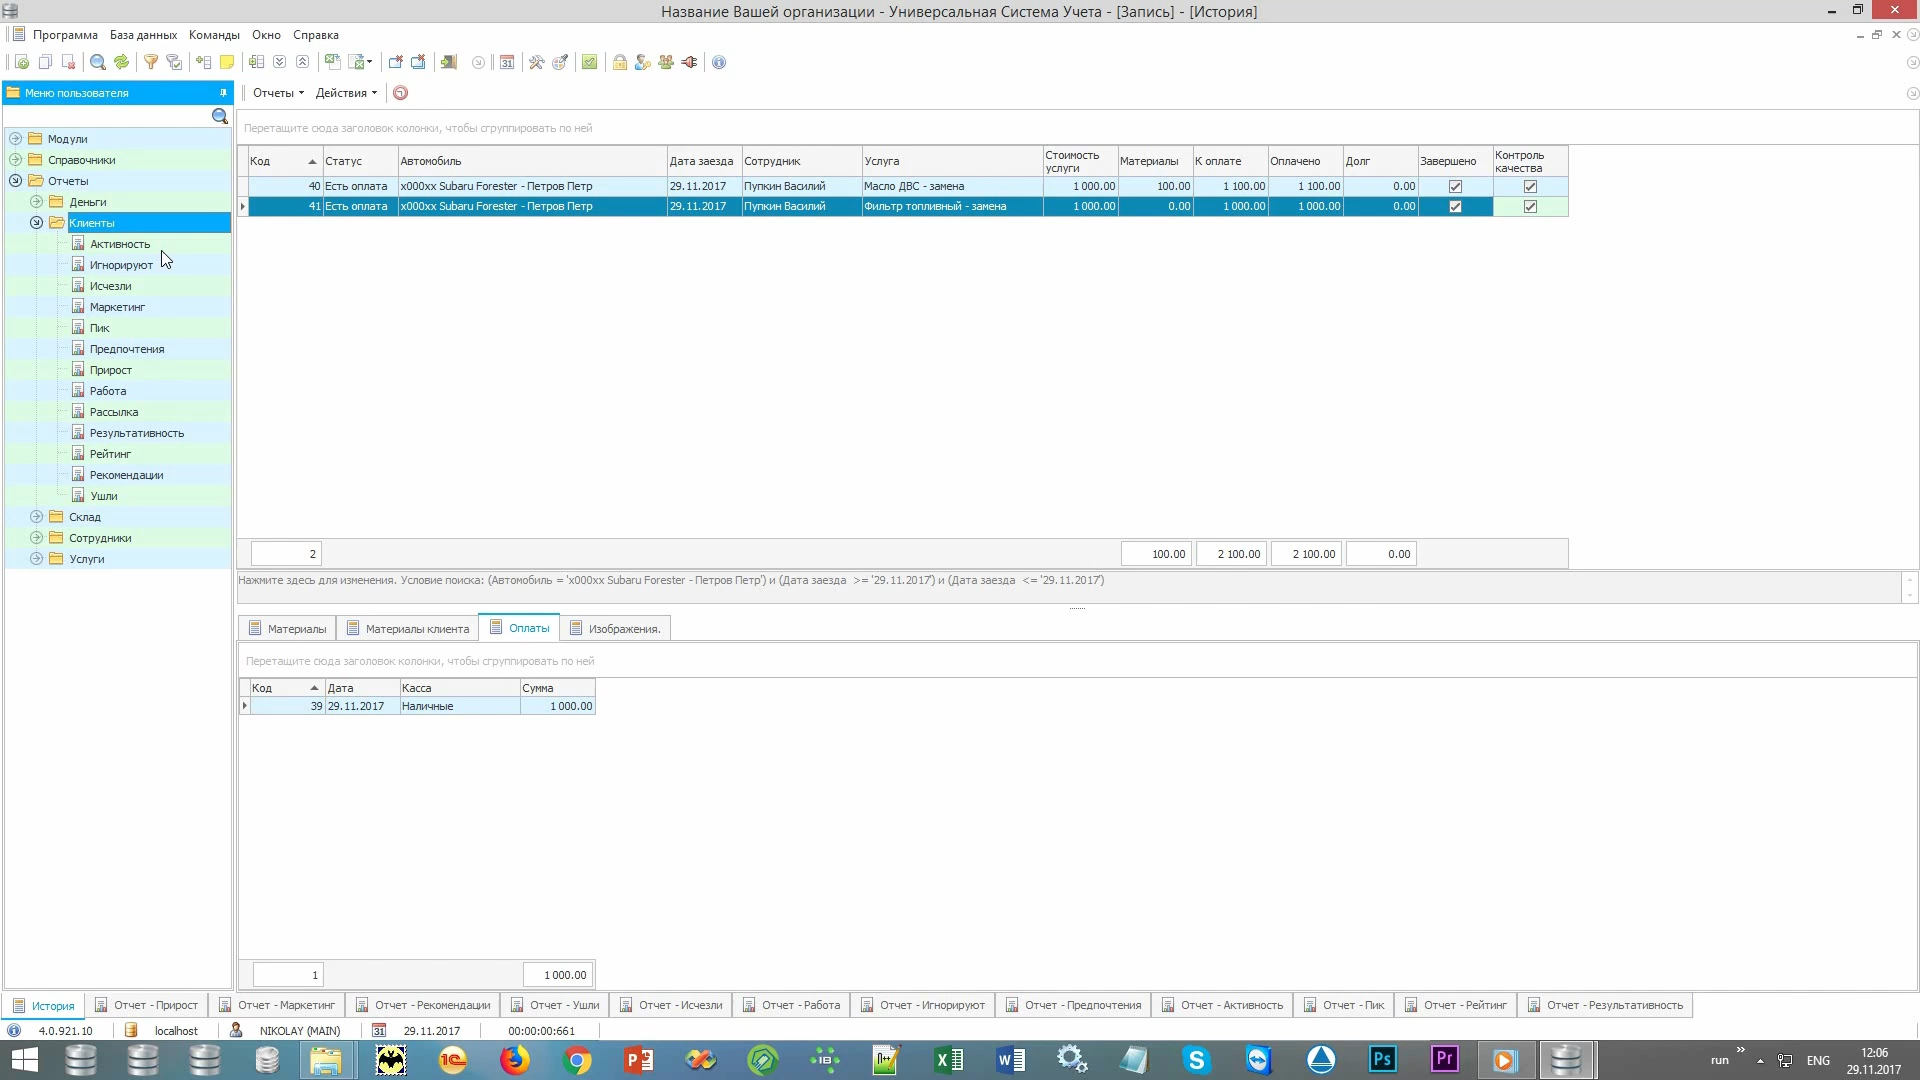 Название Вашей организации - Универсальная Система Учета - [Запись] - [История]
Программа База данных Команды Окно Справка
Меню пользователя
Отчеты Действия
Перетащите сюда заголовок колонки, чтобы сгруппировать по ней
Модули
Справочники
Отчеты
Деньги
Клиенты
Активность
Игнорируют
Исчезли
Маркетинг
Пик
Предпочтения
Прирост
Работа
Рассылка
Результативность
Рейтинг
Рекомендации
Ушли
Склад
Сотрудники
Услуги
Код Статус Автомобиль Дата заезда Сотрудник Услуга Стоимость услуги Материалы К оплате Оплачено Долг Завершено Контроль качества
40 Есть оплата x000xx Subaru Forester - Петров Петр 29.11.2017 Пупкин Василий Масло ДВС - замена 1 000.00 100.00 1 100.00 1 100.00 0.00
41 Есть оплата x000xx Subaru Forester - Петров Петр 29.11.2017 Пупкин Василий Фильтр топливный - замена 1 000.00 0.00 1 000.00 1 000.00 0.00
2 100.00 2 100.00 2 100.00 0.00
Нажмите здесь для изменения. Условие поиска: (Автомобиль = 'x000xx Subaru Forester - Петров Петр') и (Дата заезда >= '29.11.2017') и (Дата заезда <= '29.11.2017')
Материалы Материалы клиента Оплаты Изображения.
Перетащите сюда заголовок колонки, чтобы сгруппировать по ней
Код Дата Касса Сумма
39 29.11.2017 Наличные 1 000.00
1 1 000.00
История Отчет - Прирост Отчет - Маркетинг Отчет - Рекомендации Отчет - Ушли Отчет - Исчезли Отчет - Работа Отчет - Игнорируют Отчет - Предпочтения Отчет - Активность Отчет - Пик Отчет - Рейтинг Отчет - Результативность
4.0.921.10 localhost NIKOLAY (MAIN) 31 29.11.2017 00:00:00:661
run ENG 12:06
29.11.2017